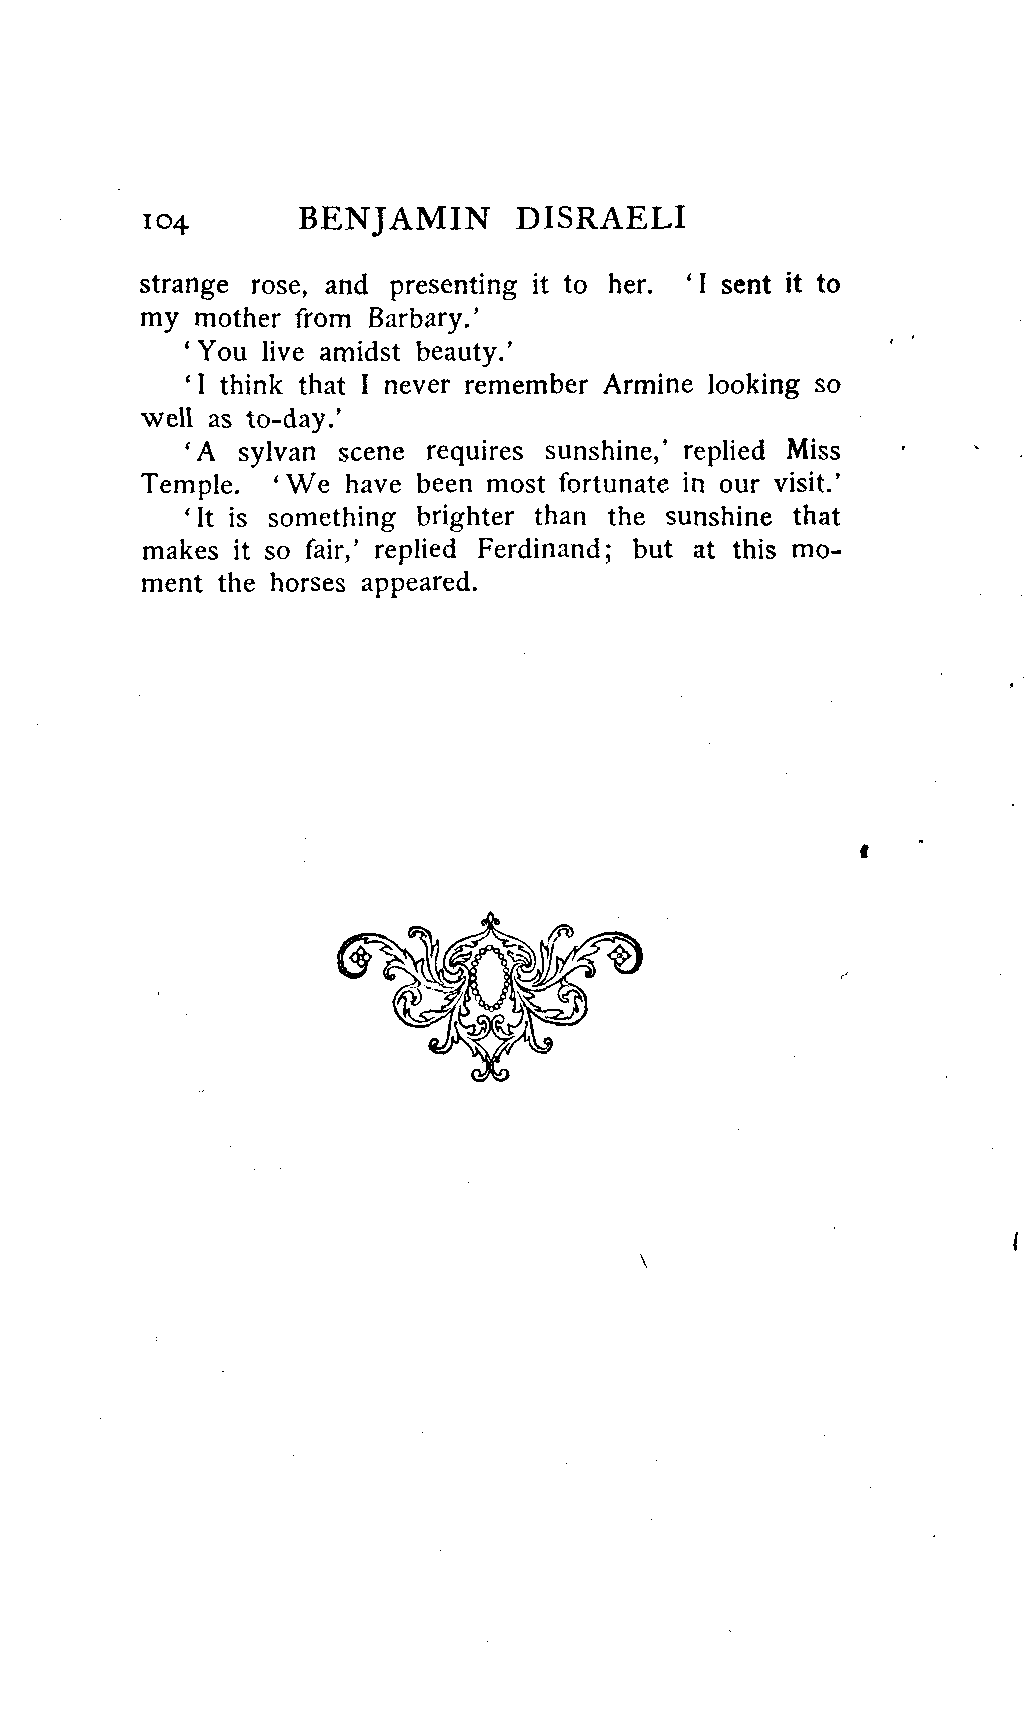 104 BENJAMIN DISRAELI
strange rose, and presenting it to her. ‘I sent it to
my mother from Barbary.’
‘You live amidst beauty.’
‘I think that I never remember Armine looking so
well as to-day.’
‘A sylvan scene requires sunshine,’ replied Miss
Temple. ‘We have been most fortunate in our visit.’
‘It is something brighter than the sunshine that
makes it so fair,’ replied Ferdinand; but at this mo-
ment the horses appeared.